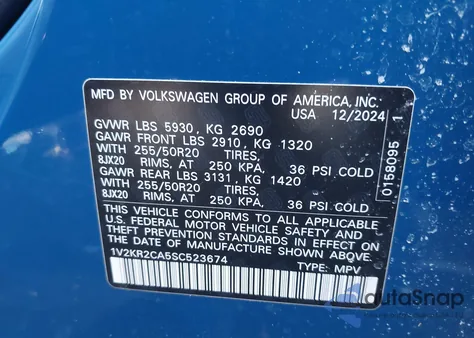 MFD BY VOLKSWAGEN GROUP OF AMERICA, INC.
USA 12/2024
GVWR LBS 5930, KG 2690
GAWR FRONT LBS 2910, KG 1320
WITH 255/50R20 TIRES,
8JX20 RIMS, AT 250 KPA, 36 PSI COLD
GAWR REAR LBS 3131, KG 1420
WITH 255/50R20 TIRES,
8JX20 RIMS, AT 250 KPA, 36 PSI COLD
THIS VEHICLE CONFORMS TO ALL APPLICABLE
U.S. FEDERAL MOTOR VEHICLE SAFETY AND
THEFT PREVENTION STANDARDS IN EFFECT ON THE
DATE OF MANUFACTURE SHOWN ABOVE.
1V2KR2CA5SC523674 TYPE: MPV
0158095 1
autaSnap